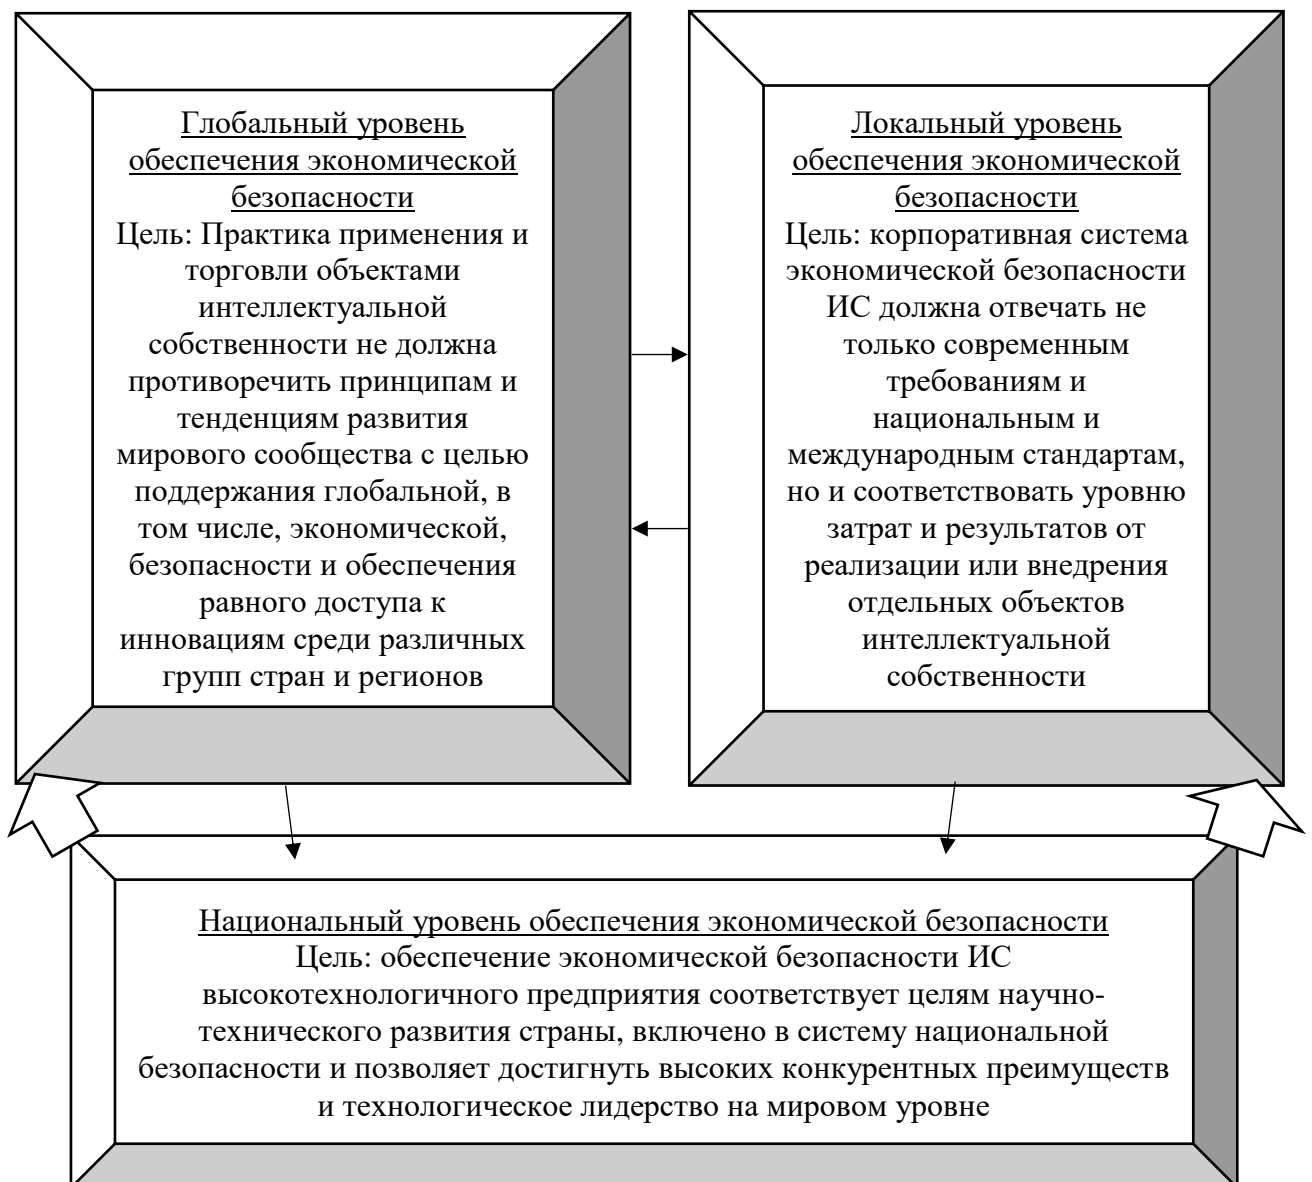 Глобальный уровень
обеспечения экономической
безопасности
Цель: Практика применения и
торговли объектами
интеллектуальной
собственности не должна
противоречить принципам и
тенденциям развития
мирового сообщества с целью
поддержания глобальной, в
том числе, экономической,
безопасности и обеспечения
равного доступа к
инновациям среди различных
групп стран и регионов
Локальный уровень
обеспечения экономической
безопасности
Цель: корпоративная система
экономической безопасности
ИС должна отвечать не
только современным
требованиям и
национальным и
международным стандартам,
но и соответствовать уровню
затрат и результатов от
реализации или внедрения
отдельных объектов
интеллектуальной
собственности
Национальный уровень обеспечения экономической безопасности
Цель: обеспечение экономической безопасности ИС
высокотехнологичного предприятия соответствует целям научно-
технического развития страны, включено в систему национальной
безопасности и позволяет достигнуть высоких конкурентных преимуществ
и технологическое лидерство на мировом уровне